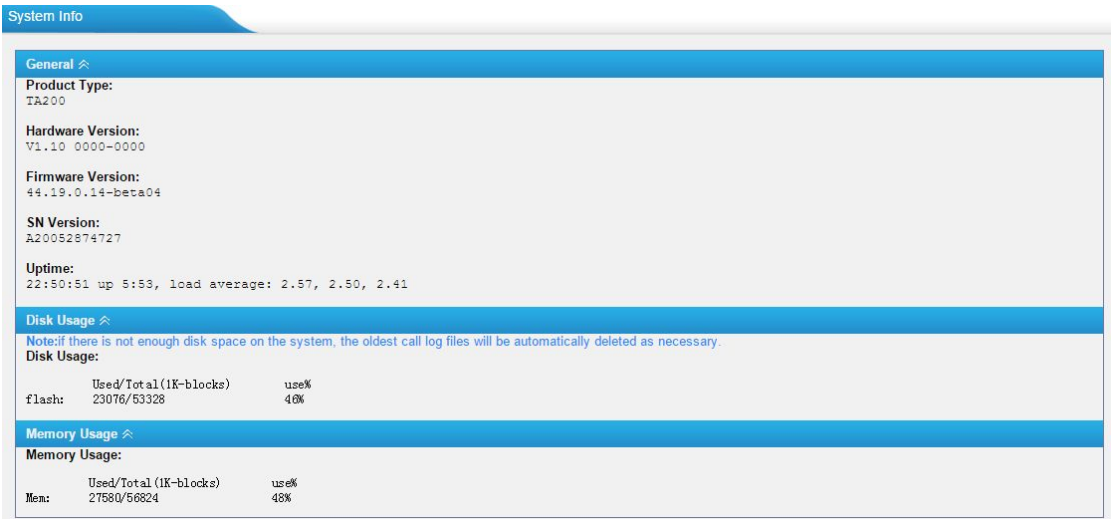 System Info
General
Product Type:
TA200
Hardware Version:
V1.10 0000-0000
Firmware Version:
44.19.0.14-beta04
SN Version:
A20052874727
Uptime:
22:50:51 up 5:53, load average: 2.57, 2.50, 2.41
Disk Usage
Note:if there is not enough disk space on the system, the oldest call log files will be automatically deleted as necessary.
Disk Usage:
Used/Total(1K-blocks) use%
flash: 23076/53328 46%
Memory Usage
Memory Usage:
Used/Total(1K-blocks) use%
Mem: 27580/56824 48%